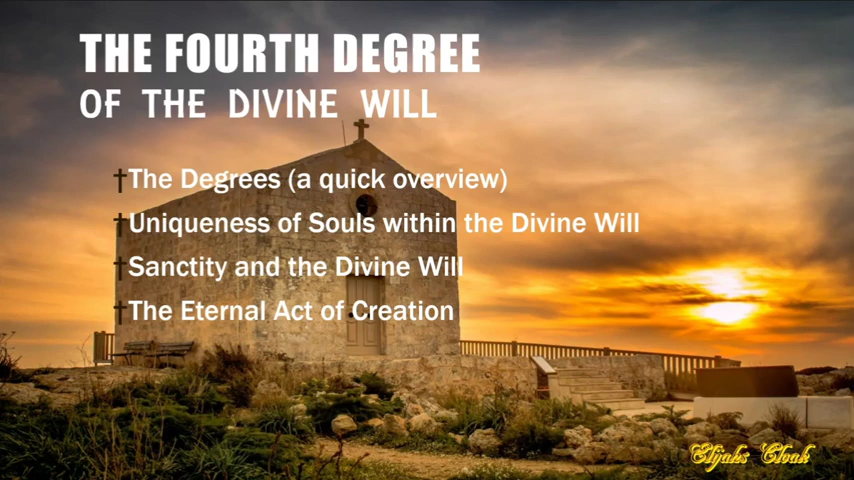 THE FOURTH DEGREE
OF THE DIVINE WILL
†The Degrees (a quick overview)
†Uniqueness of Souls within the Divine Will
†Sanctity and the Divine Will
†The Eternal Act of Creation
Elijahs Cloak